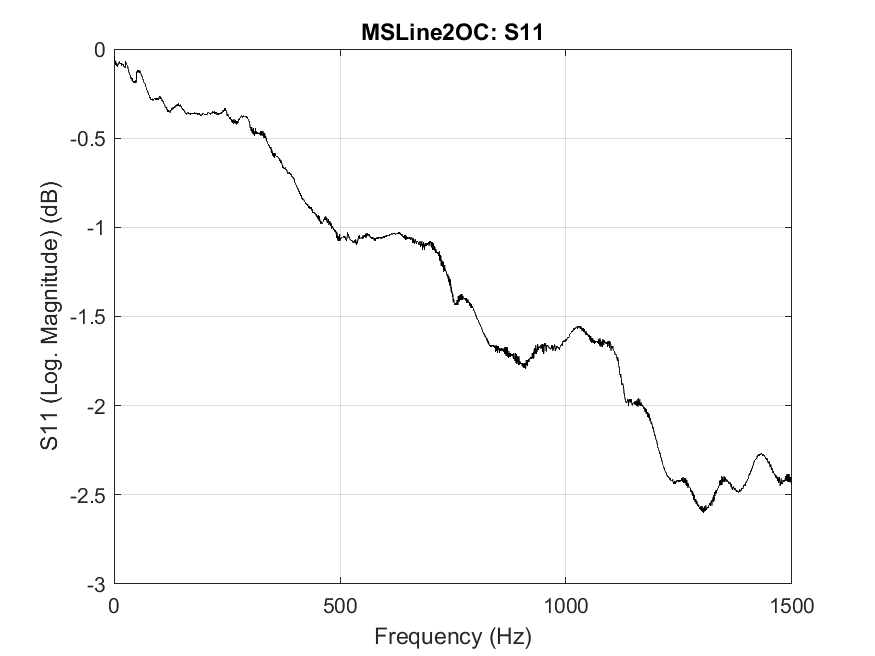 MSLine2OC: S11
0
-0.5
-1
-1.5
-2
-2.5
-3
S11 (Log. Magnitude) (dB)
0 500 1000 1500
Frequency (Hz)